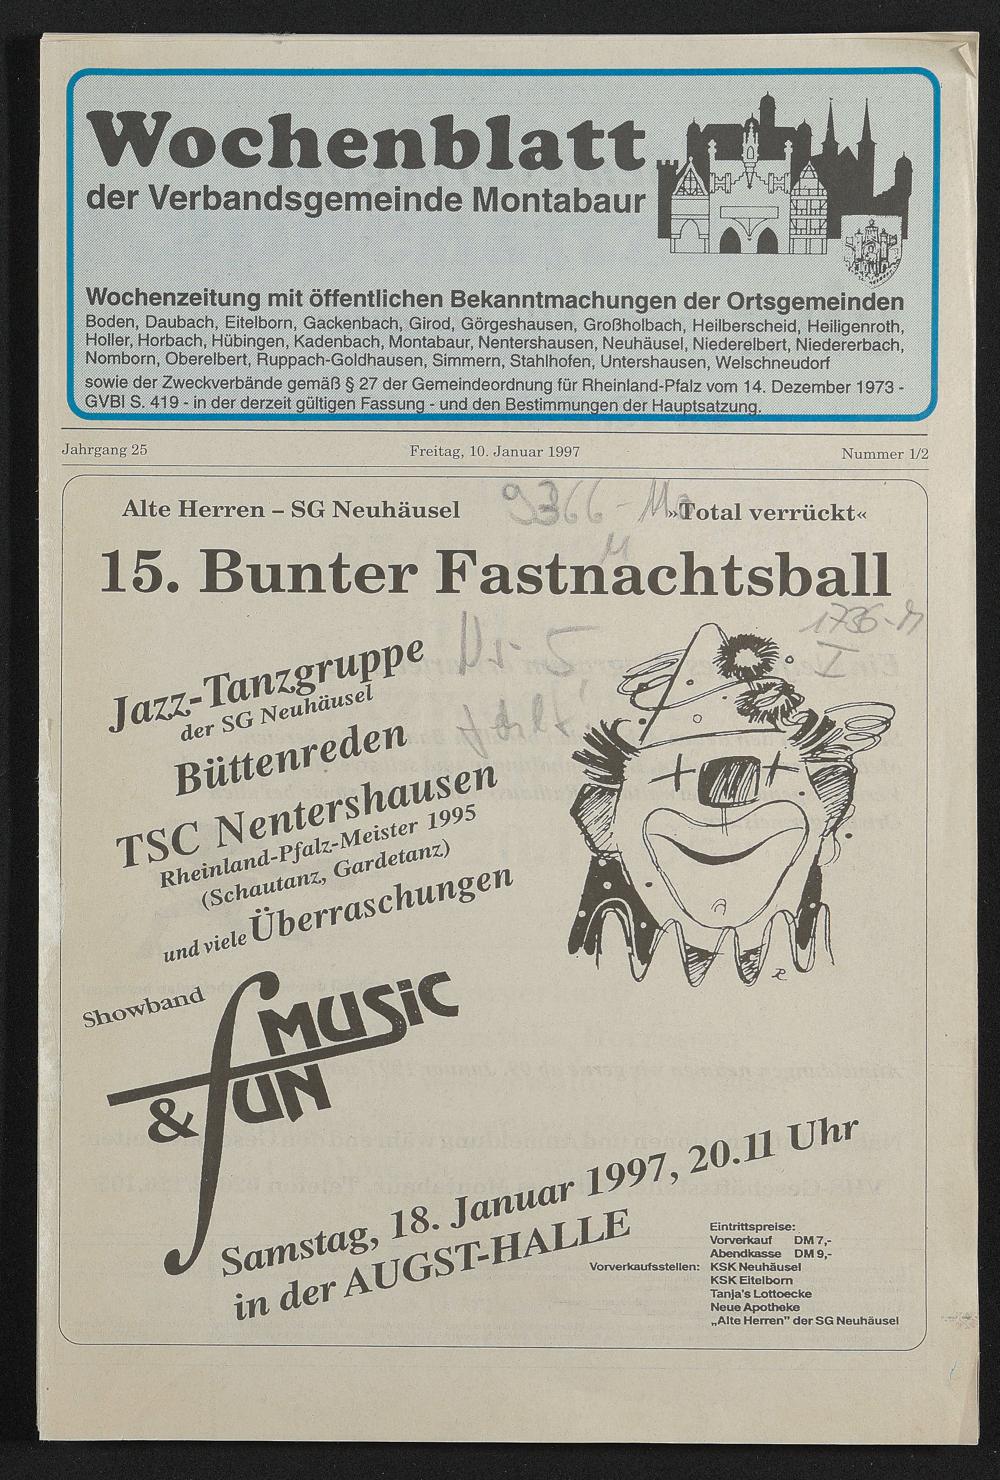 Wochenblatt
der Verbandsgemeinde Montabaur
Wochenzeitung mit öffentlichen Bekanntmachungen der Ortsgemeinden
Boden, Daubach, Eitelborn, Gackenbach, Girod, Görgeshausen, Großholbach, Heilberscheid, Heiligenroth,
Holler, Horbach, Hübingen, Kadenbach, Montabaur, Nentershausen, Neuhäusel, Niederelbert, Niedererbach,
Nomborn, Oberelbert, Ruppach-Goldhausen, Simmern, Stahlhofen, Untershausen, Welschneudorf
sowie der Zweckverbände gemäß § 27 der Gemeindeordnung für Rheinland-Pfalz vom 14. Dezember 1973 -
GVBl S. 419 - in der derzeit gültigen Fassung - und den Bestimmungen der Hauptsatzung.
Jahrgang 25 Freitag, 10. Januar 1997 Nummer 1/2
Alte Herren – SG Neuhäusel »Total verrückt«
9366-Ma
M
15. Bunter Fastnachtsball
1736-M
I
Jazz-Tanzgruppe
der SG Neuhäusel
Büttenreden
TSC Nentershausen
Rheinland-Pfalz-Meister 1995
(Schautanz, Gardetanz)
und viele Überraschungen
Showband
MUSiC
& fUN
Samstag, 18. Januar 1997, 20.11 Uhr
in der AUGST-HALLE
Eintrittspreise:
Vorverkauf DM 7,-
Abendkasse DM 9,-
Vorverkaufsstellen: KSK Neuhäusel
KSK Eitelborn
Tanja's Lottoecke
Neue Apotheke
„Alte Herren" der SG Neuhäusel